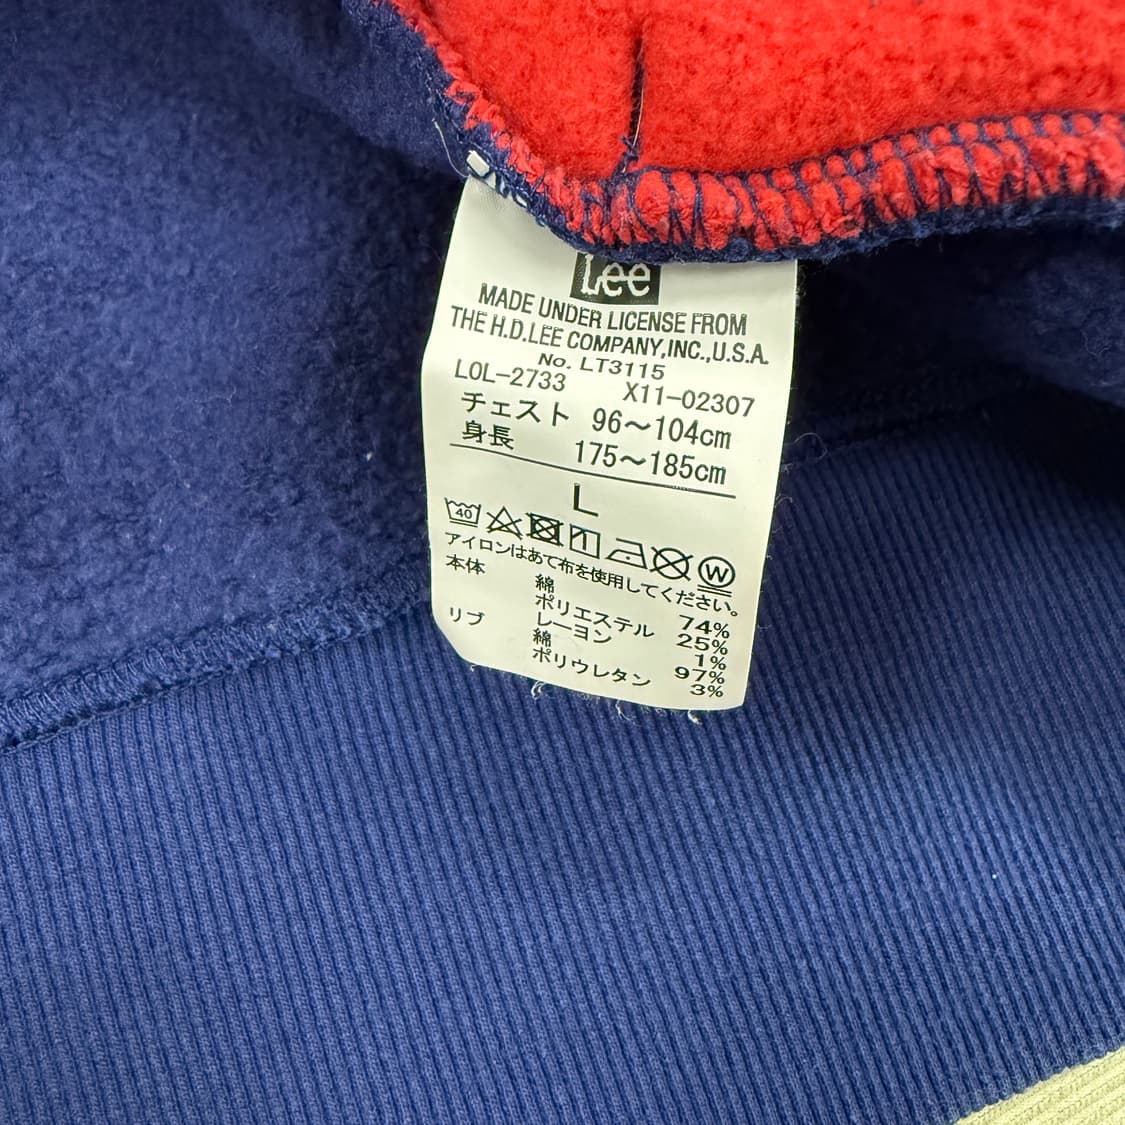 Lee
MADE UNDER LICENSE FROM
THE H.D.LEE COMPANY,INC.,U.S.A.
No. LT3115
LOL-2733 X11-02307
チェスト 96～104cm
身長 175～185cm
L
40 W
アイロンはあて布を使用してください。
本体 綿 74%
ポリエステル 25%
レーヨン 1%
リブ 綿 97%
ポリウレタン 3%